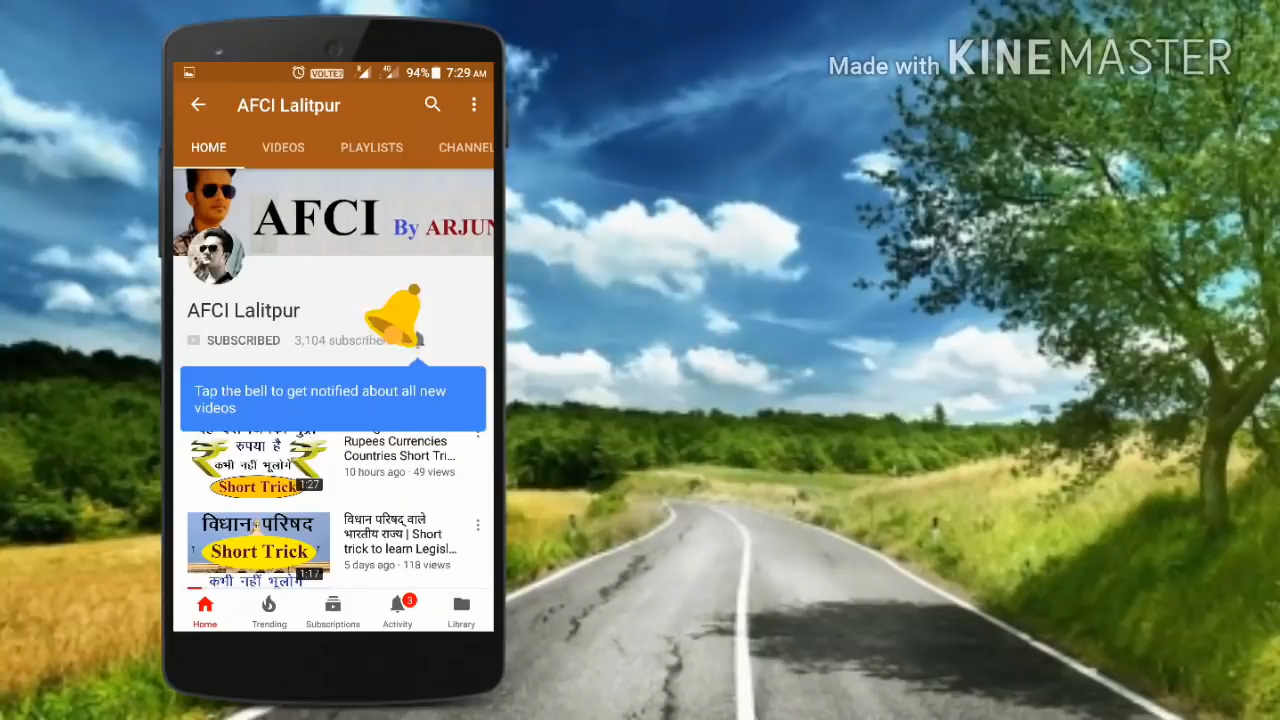 Made with KINEMASTER
VOLTE2 R 4G 94% 7:29 AM
AFCI Lalitpur
HOME VIDEOS PLAYLISTS CHANNEL
AFCI By ARJUN
AFCI Lalitpur
SUBSCRIBED 3,104
Tap the bell to get notified about all new
videos
रुपया है
कभी नहीं भूलोगे
Short Trick
1:27
Rupees Currencies
Countries Short Tri...
10 hours ago · 49 views
विधान परिषद
Short Trick
कभी नहीं भूलोगे
1:17
विधान परिषद् वाले
भारतीय राज्य | Short
trick to learn Legisl...
5 days ago · 118 views
3
Home Trending Subscriptions Activity Library